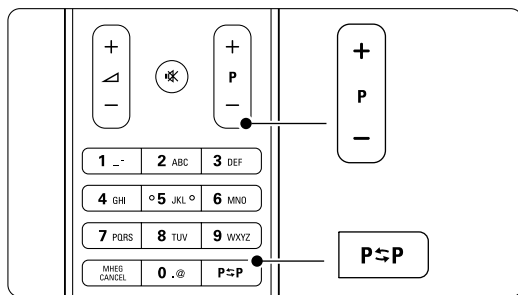 + + +
P P
− − −
1 _- 2 ABC 3 DEF
4 GHI 5 JKL 6 MNO
7 PQRS 8 TUV 9 WXYZ
MHEG
CANCEL 0 .@ P⇆P
P⇆P